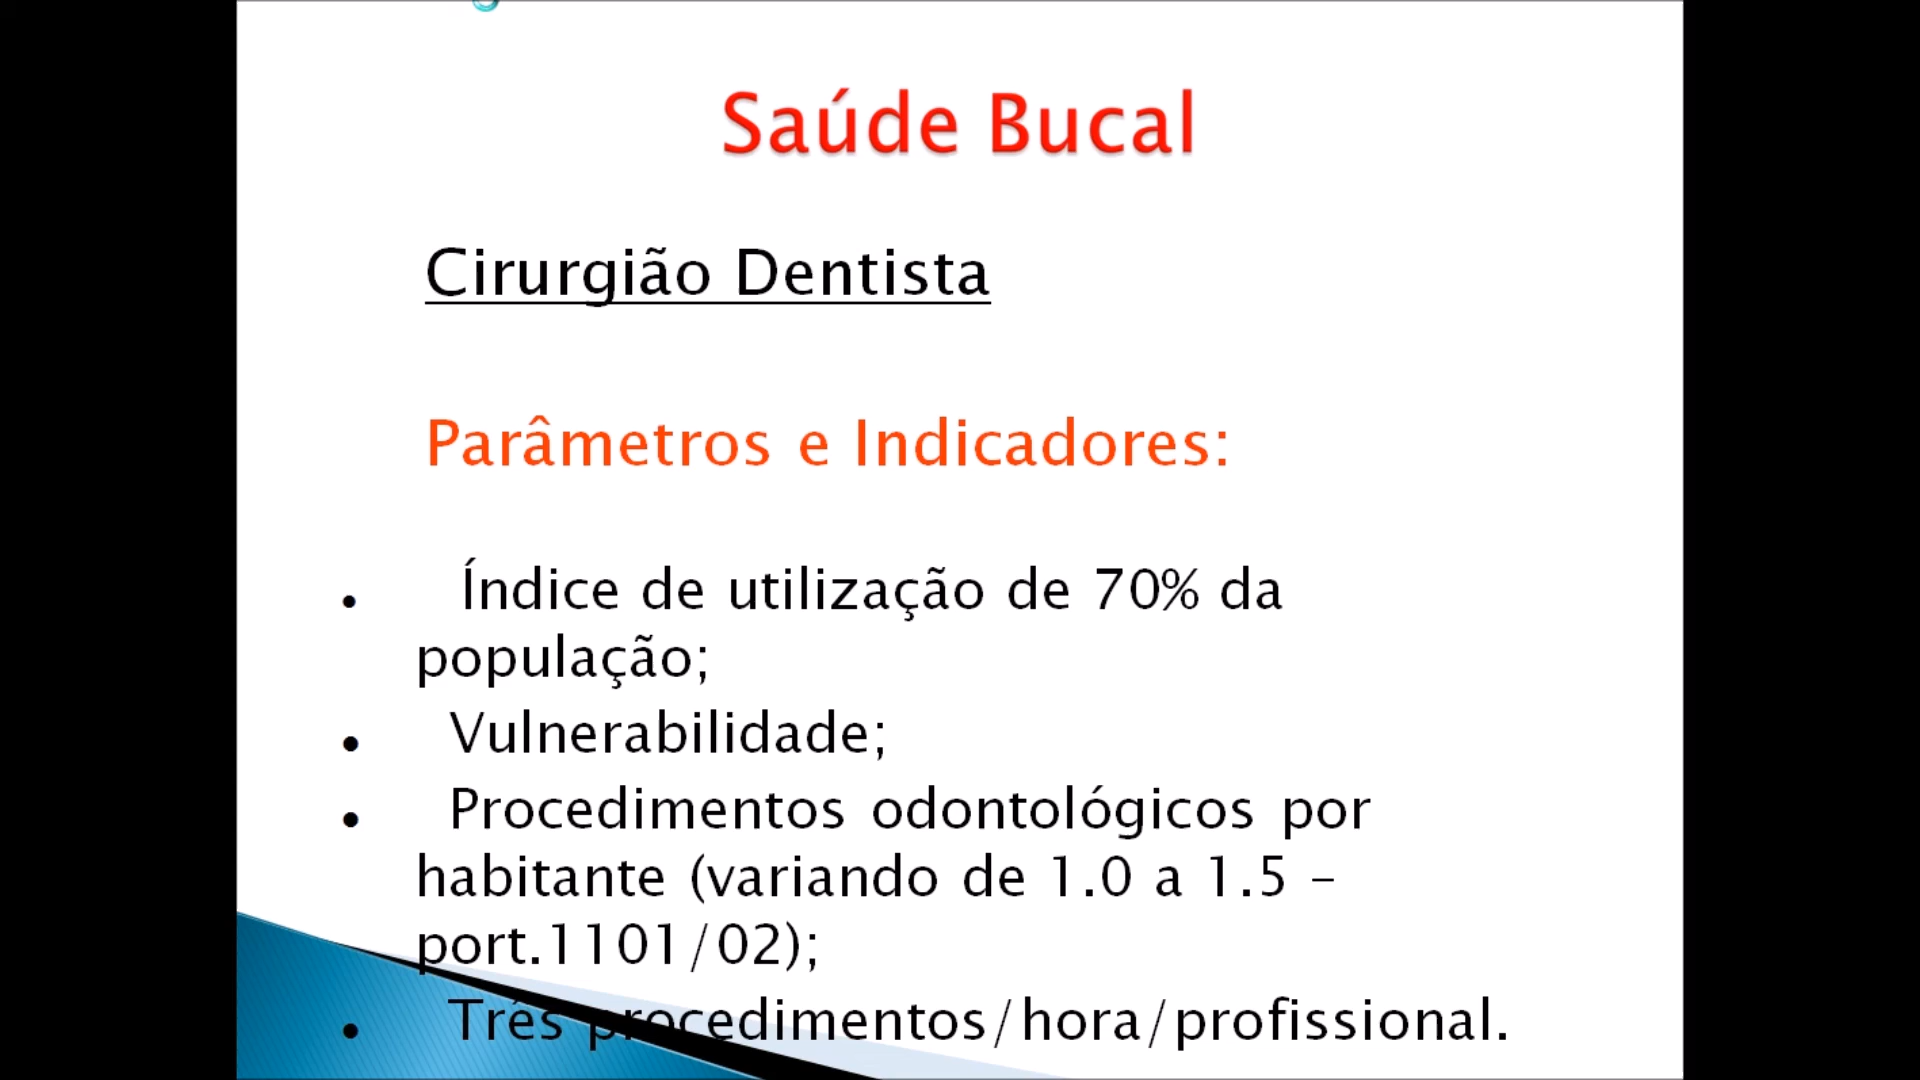 Saúde Bucal
Cirurgião Dentista
Parâmetros e Indicadores:
• Índice de utilização de 70% da
população;
• Vulnerabilidade;
• Procedimentos odontológicos por
habitante (variando de 1.0 a 1.5 –
port.1101/02);
• Três procedimentos/hora/profissional.